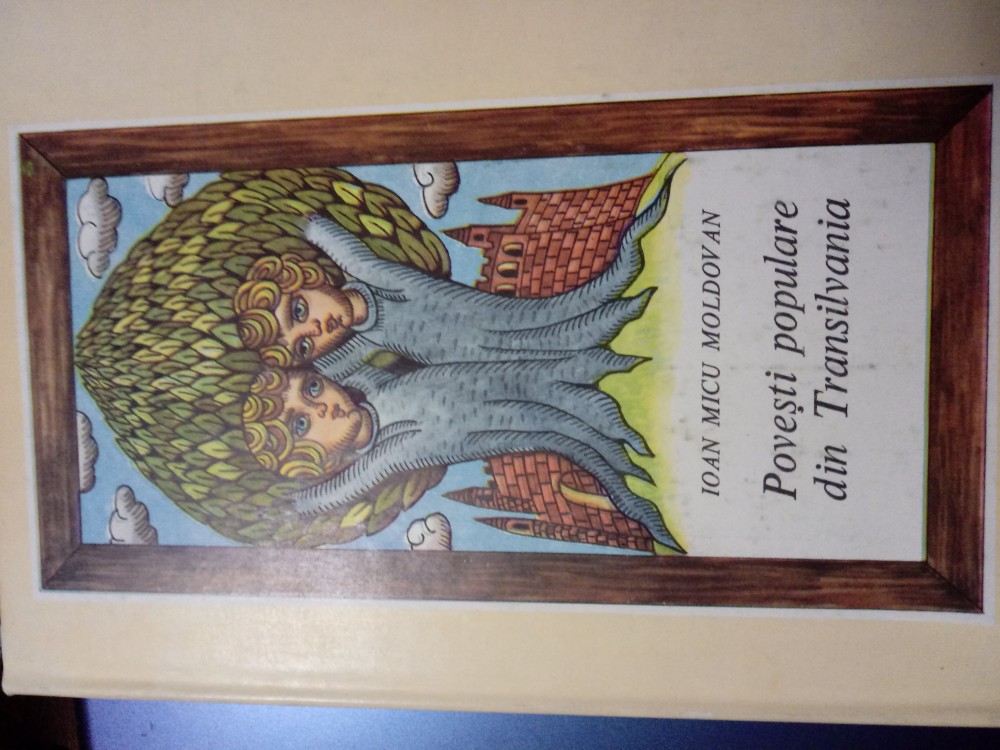 IOAN MICU MOLDOVAN
Povești populare
din Transilvania